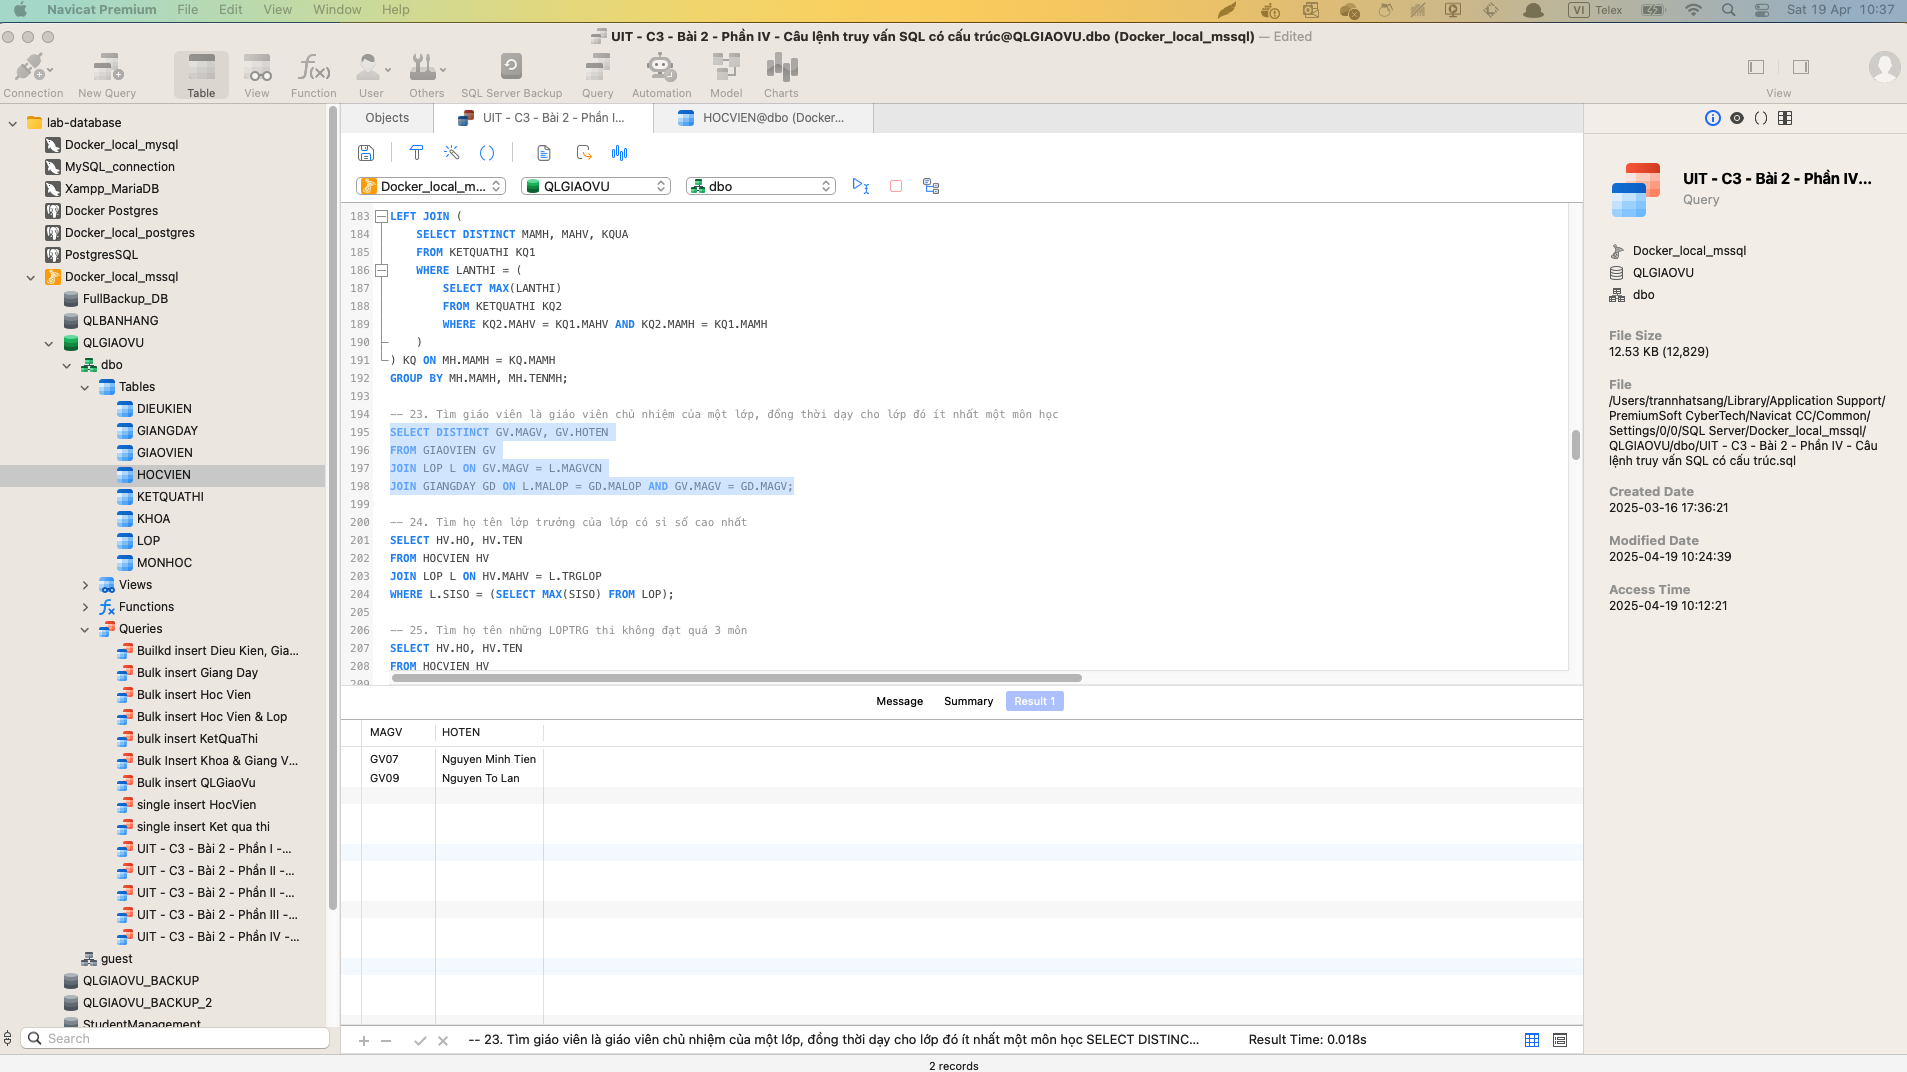 Navicat Premium File Edit View Window Help
VI Telex Sat 19 Apr 10:37
UIT - C3 - Bài 2 - Phần IV - Câu lệnh truy vấn SQL có cấu trúc@QLGIAOVU.dbo (Docker_local_mssql) — Edited
Connection New Query Table View Function User Others SQL Server Backup Query Automation Model Charts View
lab-database
Docker_local_mysql
MySQL_connection
Xampp_MariaDB
Docker Postgres
Docker_local_postgres
PostgresSQL
Docker_local_mssql
FullBackup_DB
QLBANHANG
QLGIAOVU
dbo
Tables
DIEUKIEN
GIANGDAY
GIAOVIEN
HOCVIEN
KETQUATHI
KHOA
LOP
MONHOC
Views
Functions
Queries
Builkd insert Dieu Kien, Gia...
Bulk insert Giang Day
Bulk insert Hoc Vien
Bulk insert Hoc Vien & Lop
bulk insert KetQuaThi
Bulk Insert Khoa & Giang V...
Bulk insert QLGiaoVu
single insert HocVien
single insert Ket qua thi
UIT - C3 - Bài 2 - Phần I -...
UIT - C3 - Bài 2 - Phần II -...
UIT - C3 - Bài 2 - Phần II -...
UIT - C3 - Bài 2 - Phần III -...
UIT - C3 - Bài 2 - Phần IV -...
guest
QLGIAOVU_BACKUP
QLGIAOVU_BACKUP_2
StudentManagement
Search
Objects UIT - C3 - Bài 2 - Phần I... HOCVIEN@dbo (Docker...
Docker_local_m... QLGIAOVU dbo
183 LEFT JOIN (
184 SELECT DISTINCT MAMH, MAHV, KQUA
185 FROM KETQUATHI KQ1
186 WHERE LANTHI = (
187 SELECT MAX(LANTHI)
188 FROM KETQUATHI KQ2
189 WHERE KQ2.MAHV = KQ1.MAHV AND KQ2.MAMH = KQ1.MAMH
190 )
191 ) KQ ON MH.MAMH = KQ.MAMH
192 GROUP BY MH.MAMH, MH.TENMH;
193
194 -- 23. Tìm giáo viên là giáo viên chủ nhiệm của một lớp, đồng thời dạy cho lớp đó ít nhất một môn học
195 SELECT DISTINCT GV.MAGV, GV.HOTEN
196 FROM GIAOVIEN GV
197 JOIN LOP L ON GV.MAGV = L.MAGVCN
198 JOIN GIANGDAY GD ON L.MALOP = GD.MALOP AND GV.MAGV = GD.MAGV;
199
200 -- 24. Tìm họ tên lớp trưởng của lớp có sỉ số cao nhất
201 SELECT HV.HO, HV.TEN
202 FROM HOCVIEN HV
203 JOIN LOP L ON HV.MAHV = L.TRGLOP
204 WHERE L.SISO = (SELECT MAX(SISO) FROM LOP);
205
206 -- 25. Tìm họ tên những LOPTRG thi không đạt quá 3 môn
207 SELECT HV.HO, HV.TEN
208 FROM HOCVIEN HV
209
Message Summary Result 1
MAGV HOTEN
GV07 Nguyen Minh Tien
GV09 Nguyen To Lan
-- 23. Tìm giáo viên là giáo viên chủ nhiệm của một lớp, đồng thời dạy cho lớp đó ít nhất một môn học SELECT DISTINC... Result Time: 0.018s
2 records
UIT - C3 - Bài 2 - Phần IV...
Query
Docker_local_mssql
QLGIAOVU
dbo
File Size
12.53 KB (12,829)
File
/Users/trannhatsang/Library/Application Support/
PremiumSoft CyberTech/Navicat CC/Common/
Settings/0/0/SQL Server/Docker_local_mssql/
QLGIAOVU/dbo/UIT - C3 - Bài 2 - Phần IV - Câu
lệnh truy vấn SQL có cấu trúc.sql
Created Date
2025-03-16 17:36:21
Modified Date
2025-04-19 10:24:39
Access Time
2025-04-19 10:12:21